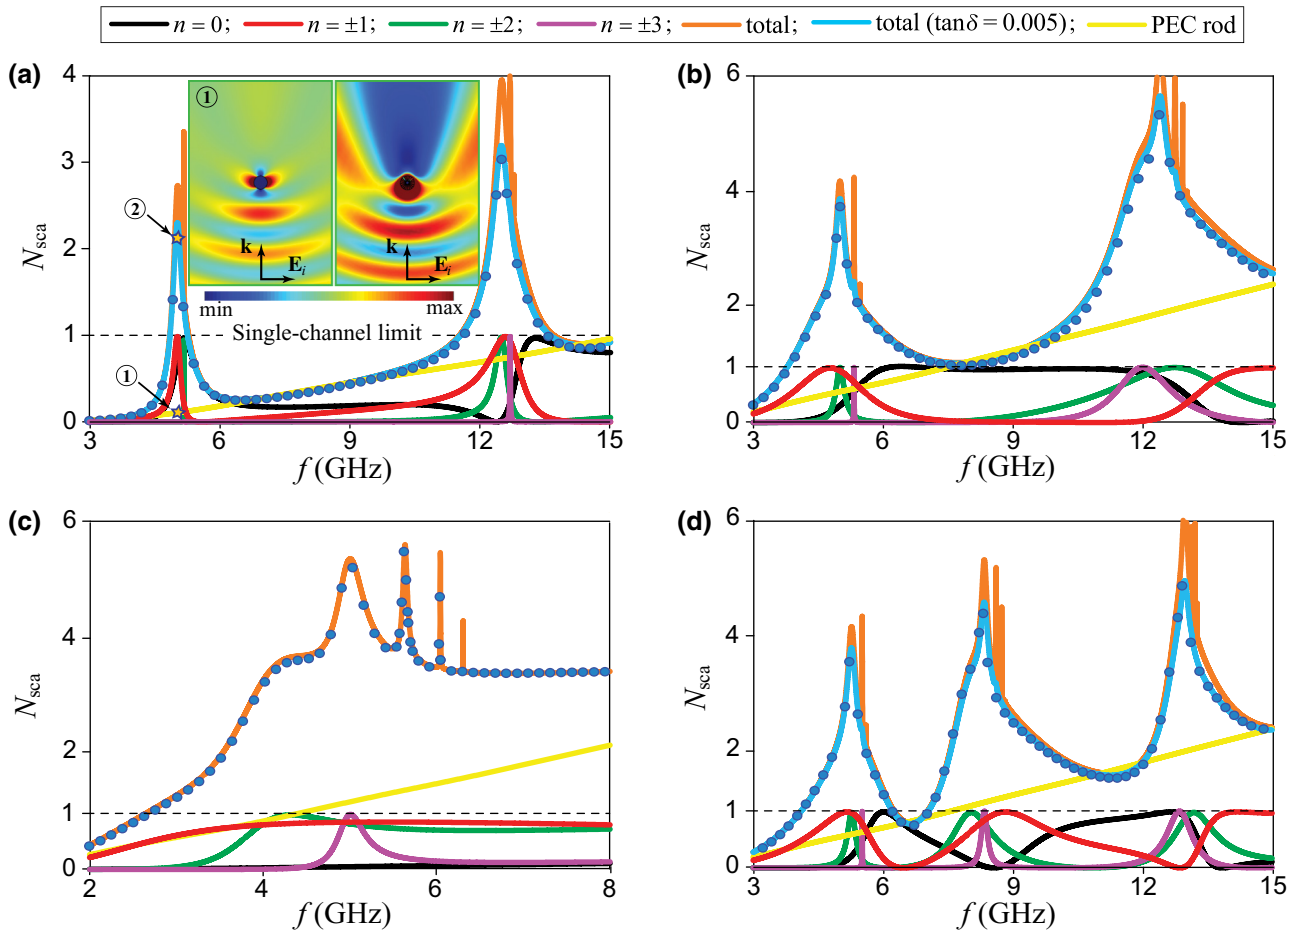 n = 0; n = ±1; n = ±2; n = ±3; total; total (tanδ = 0.005); PEC rod
(a)
4
3
2
1
0
N_sca
①
②
①
k
E_i
k
E_i
min
max
Single-channel limit
3
6
9
12
15
f (GHz)
(b)
6
4
2
1
0
N_sca
3
6
9
12
15
f (GHz)
(c)
6
4
2
1
0
N_sca
2
4
6
8
f (GHz)
(d)
6
4
2
1
0
N_sca
3
6
9
12
15
f (GHz)